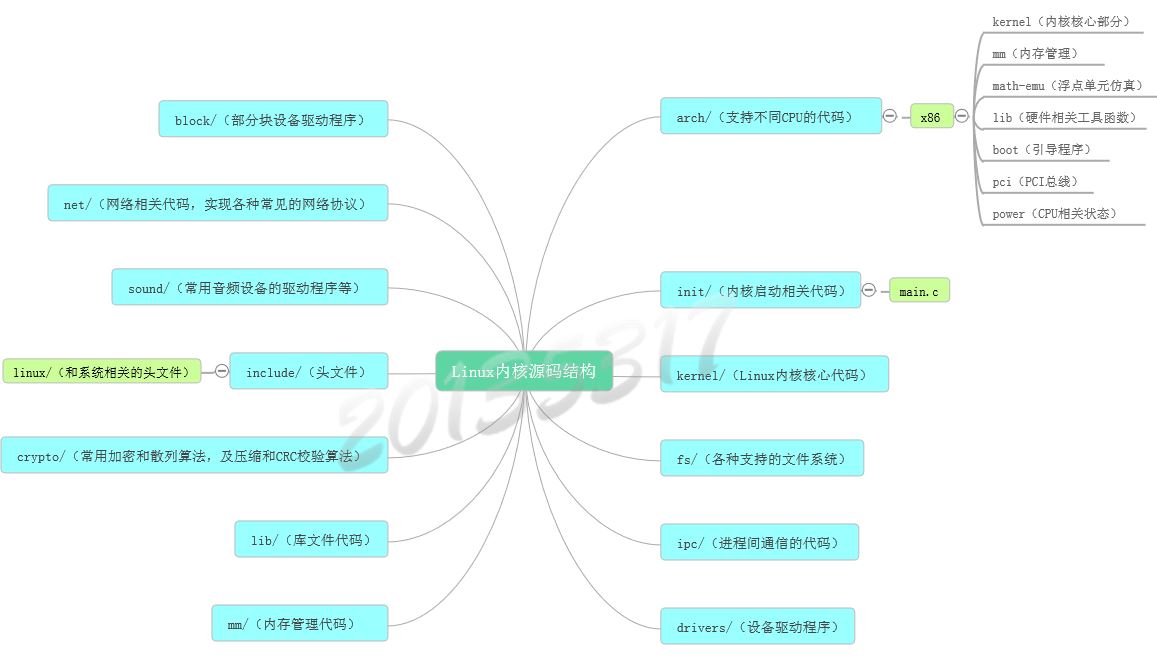 Linux内核源码结构
arch/（支持不同CPU的代码）
x86
kernel（内核核心部分）
mm（内存管理）
math-emu（浮点单元仿真）
lib（硬件相关工具函数）
boot（引导程序）
pci（PCI总线）
power（CPU相关状态）
init/（内核启动相关代码）
main.c
kernel/（Linux内核核心代码）
fs/（各种支持的文件系统）
ipc/（进程间通信的代码）
drivers/（设备驱动程序）
block/（部分块设备驱动程序）
net/（网络相关代码，实现各种常见的网络协议）
sound/（常用音频设备的驱动程序等）
include/（头文件）
linux/（和系统相关的头文件）
crypto/（常用加密和散列算法，及压缩和CRC校验算法）
lib/（库文件代码）
mm/（内存管理代码）
20135317